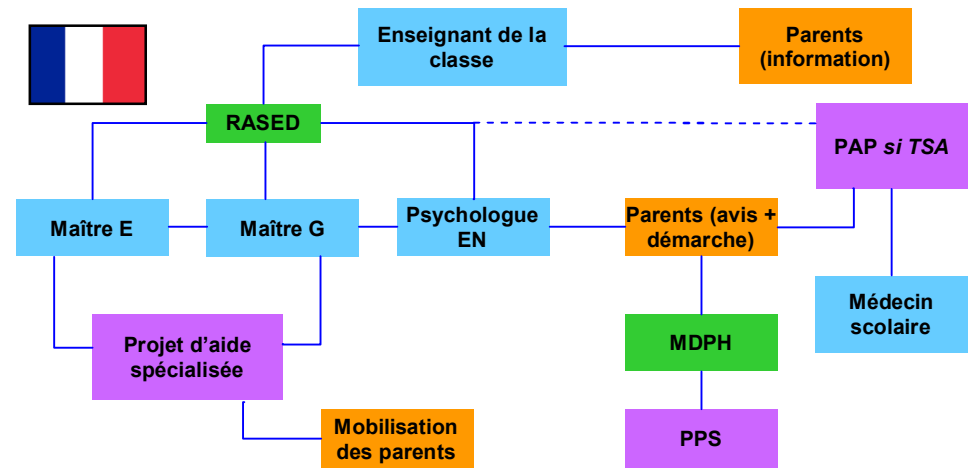 Enseignant de la
classe
Parents
(information)
RASED
PAP si TSA
Maître E
Maître G
Psychologue
EN
Parents (avis +
démarche)
Médecin
scolaire
Projet d’aide
spécialisée
MDPH
Mobilisation
des parents
PPS